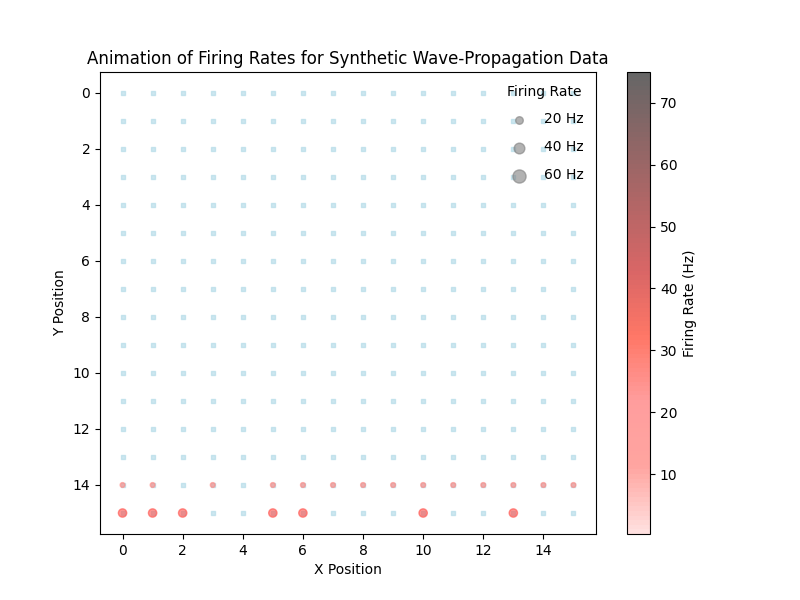 Animation of Firing Rates for Synthetic Wave-Propagation Data
Firing Rate
20 Hz
40 Hz
60 Hz
0
2
4
6
8
10
12
14
Y Position
0
2
4
6
8
10
12
14
X Position
70
60
50
40
30
20
10
Firing Rate (Hz)